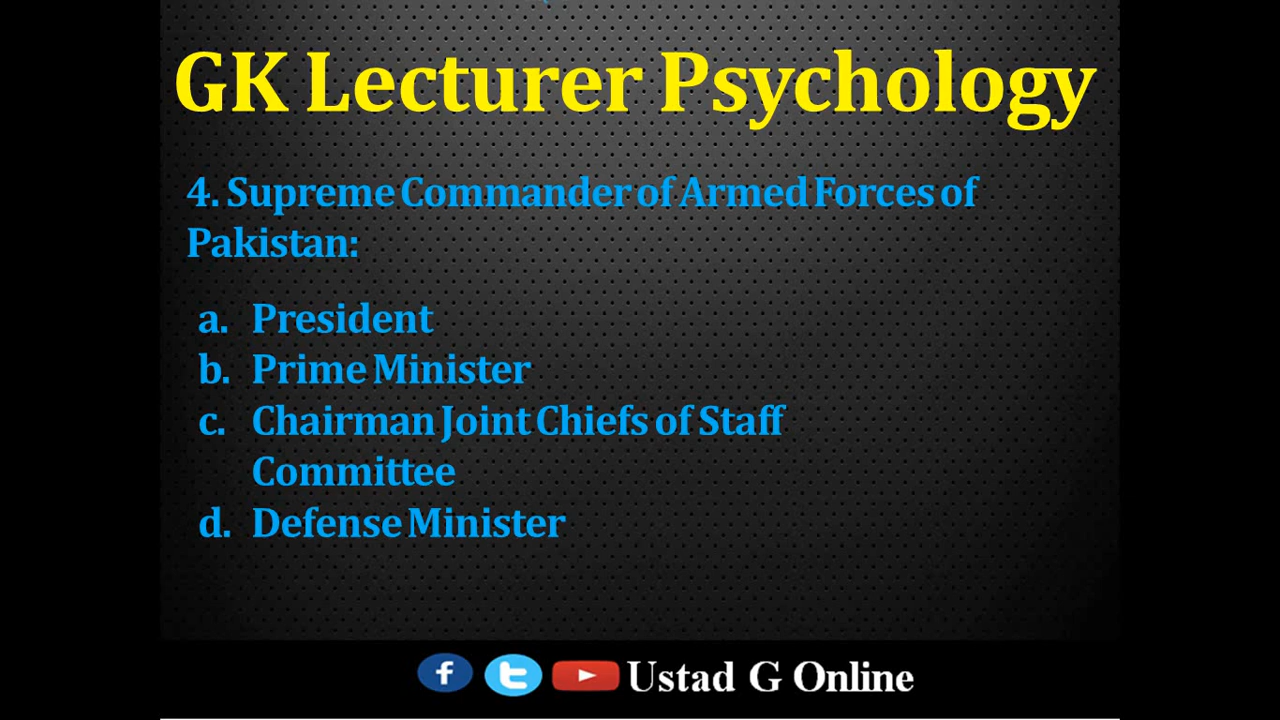 GK Lecturer Psychology
4. Supreme Commander of Armed Forces of
Pakistan:
a. President
b. Prime Minister
c. Chairman Joint Chiefs of Staff
Committee
d. Defense Minister
Ustad G Online